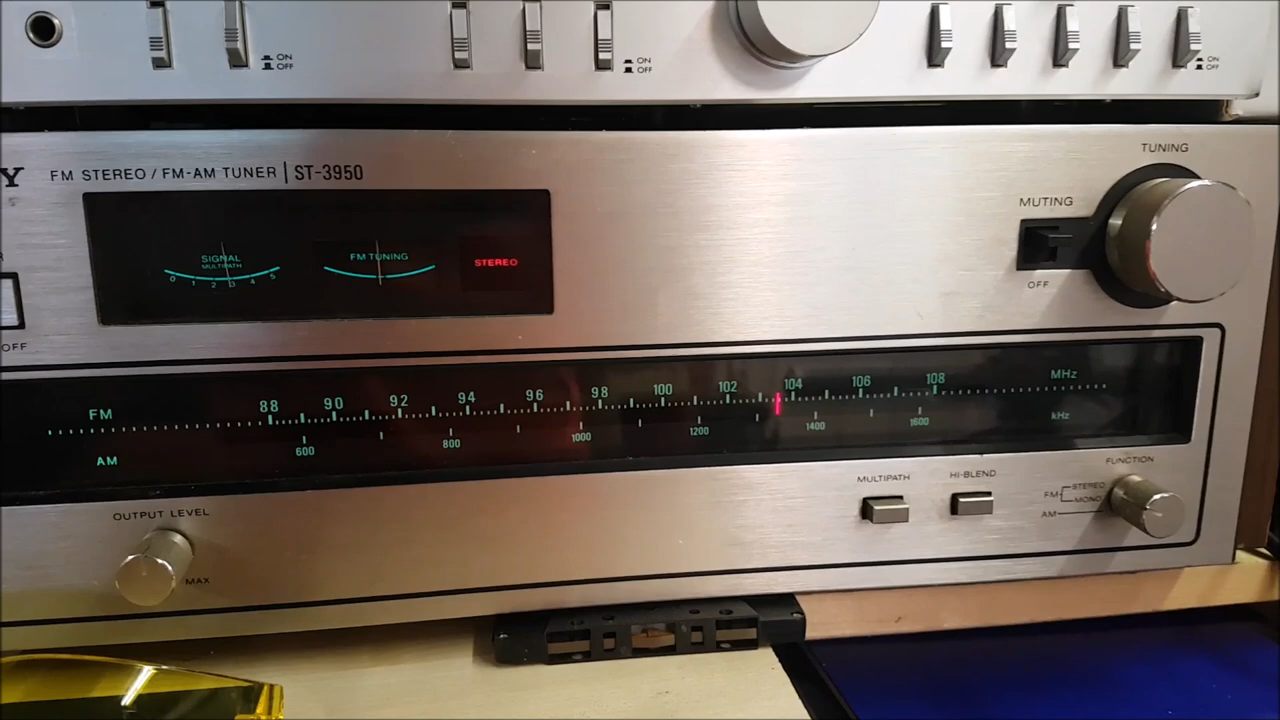 ON
OFF
ON
OFF
ON
OFF
Y FM STEREO / FM-AM TUNER | ST-3950
TUNING
MUTING
OFF
SIGNAL
MULTIPATH
0 1 2 3 4 5
FM TUNING
STEREO
OFF
FM 88 90 92 94 96 98 100 102 104 106 108 MHz
AM 600 800 1000 1200 1400 1600 kHz
OUTPUT LEVEL
MAX
MULTIPATH
HI-BLEND
FUNCTION
FM STEREO
MONO
AM